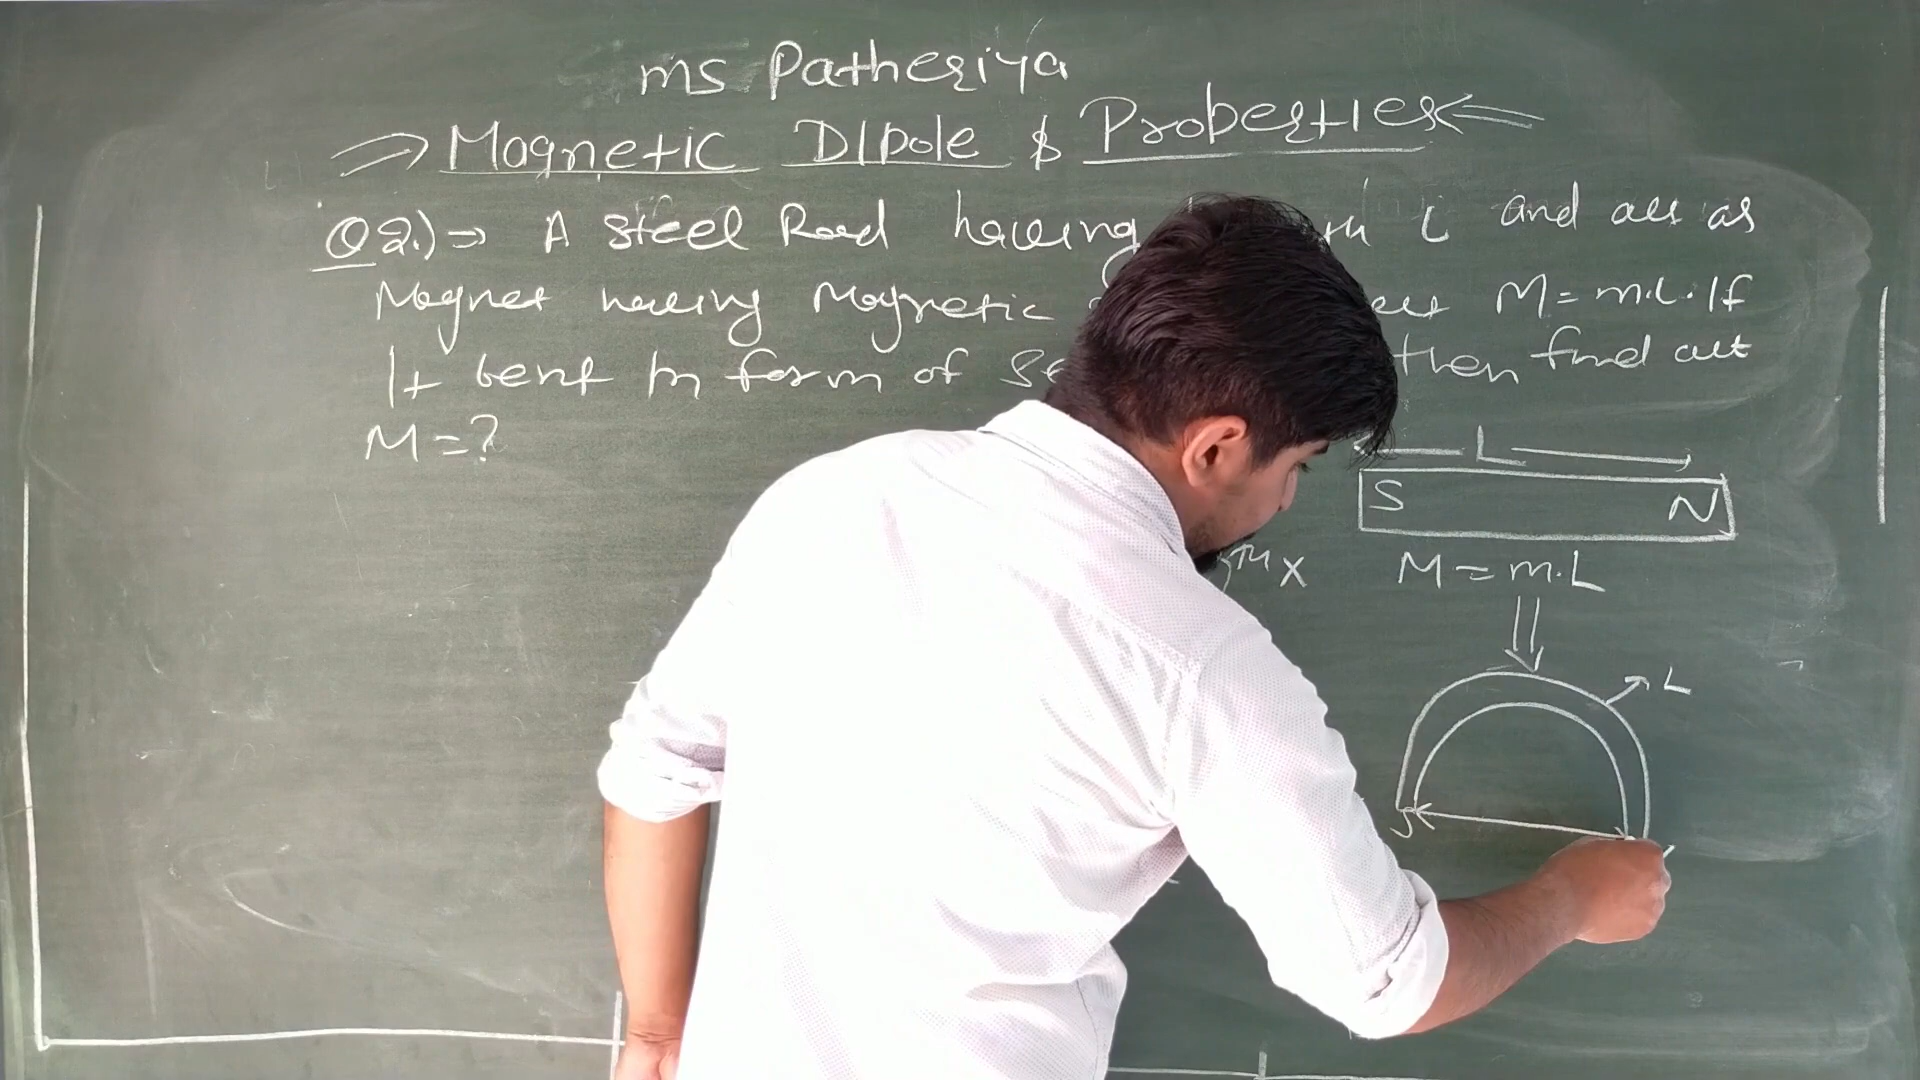 ms Patheriya
⇒ Magnetic Dipole & Properties ⇐
Q2.) ⇒ A steel Rod having L and act as
Magnet having Magnetic M = m.L. If
It bent in form of then find out
M = ?
L
S N
M = m.L
L
S